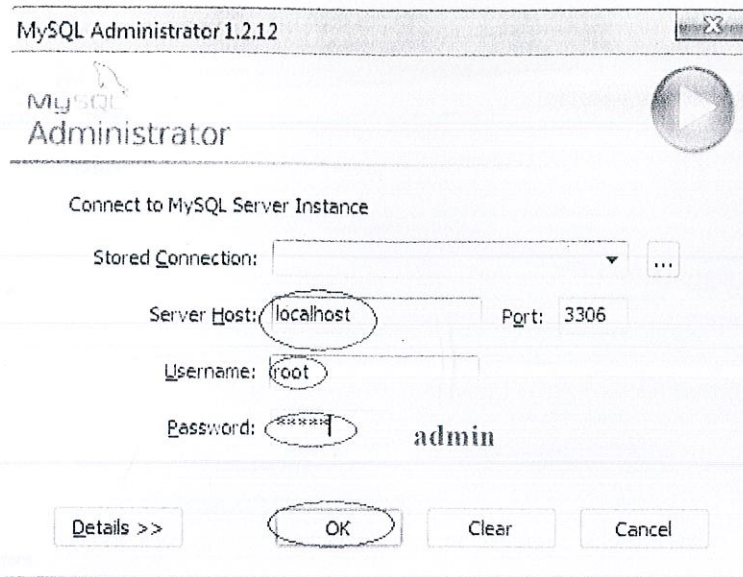 MySQL Administrator 1.2.12
MySQL
Administrator
Connect to MySQL Server Instance
Stored Connection:
...
Server Host: localhost Port: 3306
Username: root
Password: ***** admin
Details >> OK Clear Cancel